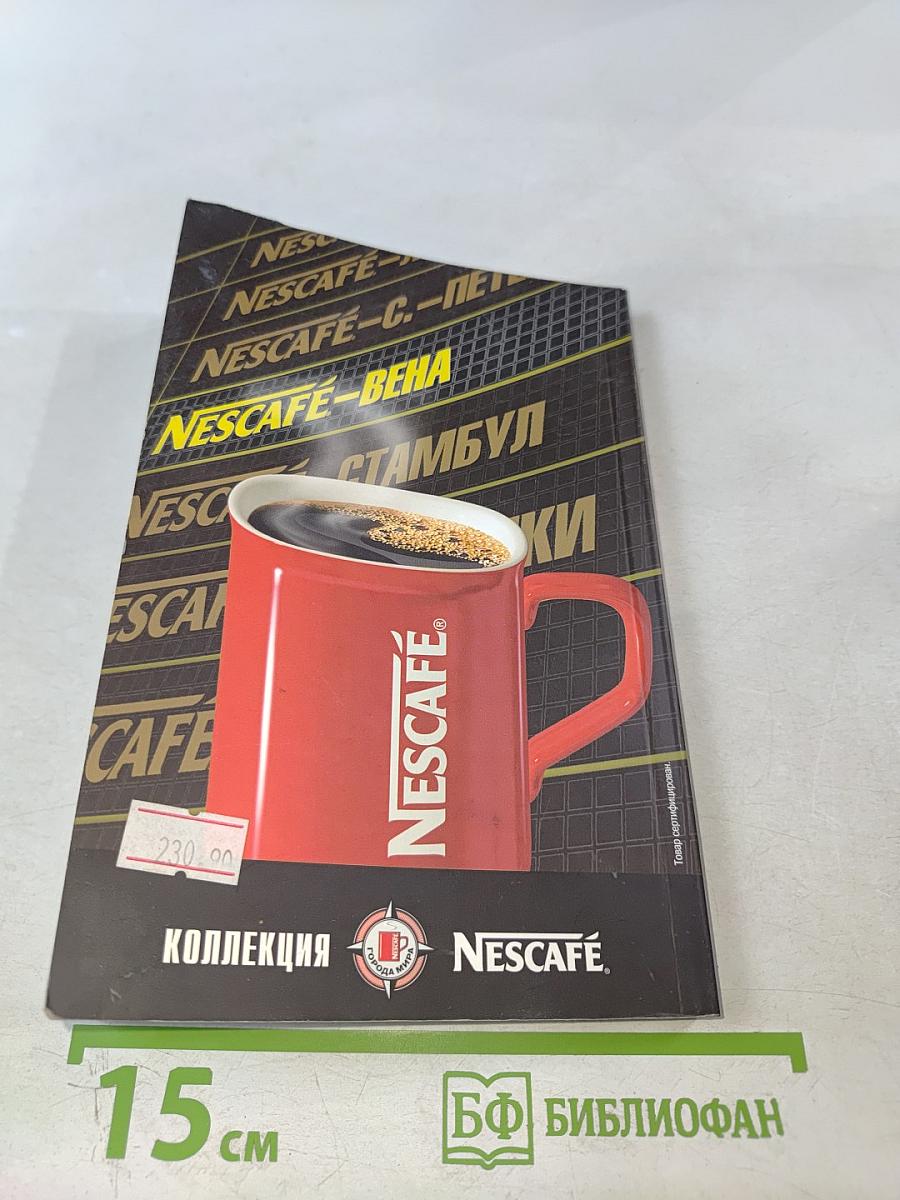 NESCAFÉ-С.-ПЕТЕ
NESCAFÉ-ВЕНА
СТАМБУЛ
КИ
NESCAFÉ®
Товар сертифицирован.
230-90
КОЛЛЕКЦИЯ
NESCAFÉ
ГОРОДА МИРА
NESCAFÉ®
15 см
БФ БИБЛИОФАН